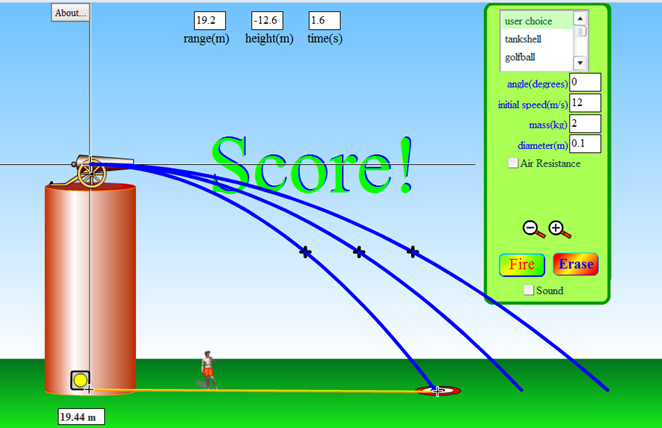 About...
19.2 -12.6 1.6
range(m) height(m) time(s)
Score!
user choice
tankshell
golfball
angle(degrees) 0
initial speed(m/s) 12
mass(kg) 2
diameter(m) 0.1
Air Resistance
Fire Erase
Sound
19.44 m